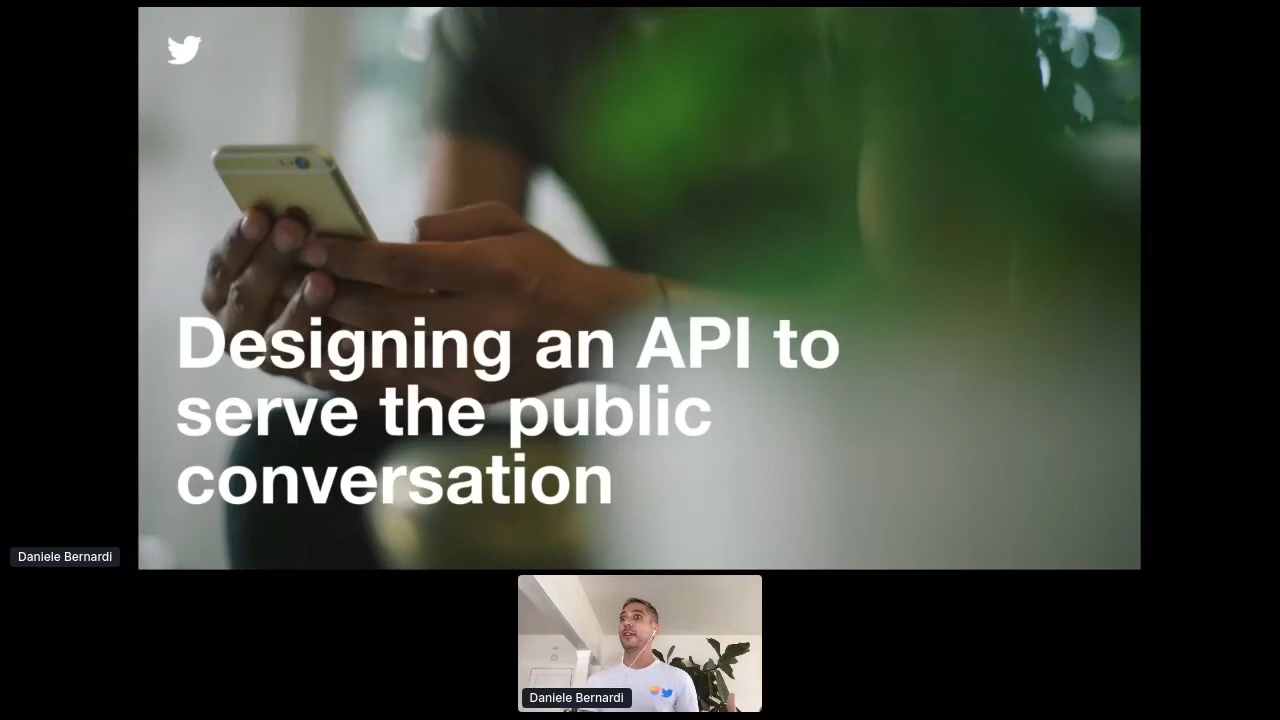 Designing an API to
serve the public
conversation
Daniele Bernardi
Daniele Bernardi